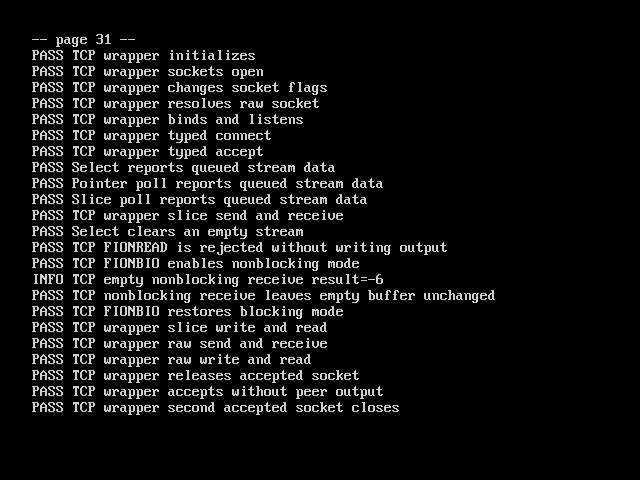 -- page 31 --
PASS TCP wrapper initializes
PASS TCP wrapper sockets open
PASS TCP wrapper changes socket flags
PASS TCP wrapper resolves raw socket
PASS TCP wrapper binds and listens
PASS TCP wrapper typed connect
PASS TCP wrapper typed accept
PASS Select reports queued stream data
PASS Pointer poll reports queued stream data
PASS Slice poll reports queued stream data
PASS TCP wrapper slice send and receive
PASS Select clears an empty stream
PASS TCP FIONREAD is rejected without writing output
PASS TCP FIONBIO enables nonblocking mode
INFO TCP empty nonblocking receive result=-6
PASS TCP nonblocking receive leaves empty buffer unchanged
PASS TCP FIONBIO restores blocking mode
PASS TCP wrapper slice write and read
PASS TCP wrapper raw send and receive
PASS TCP wrapper raw write and read
PASS TCP wrapper releases accepted socket
PASS TCP wrapper accepts without peer output
PASS TCP wrapper second accepted socket closes